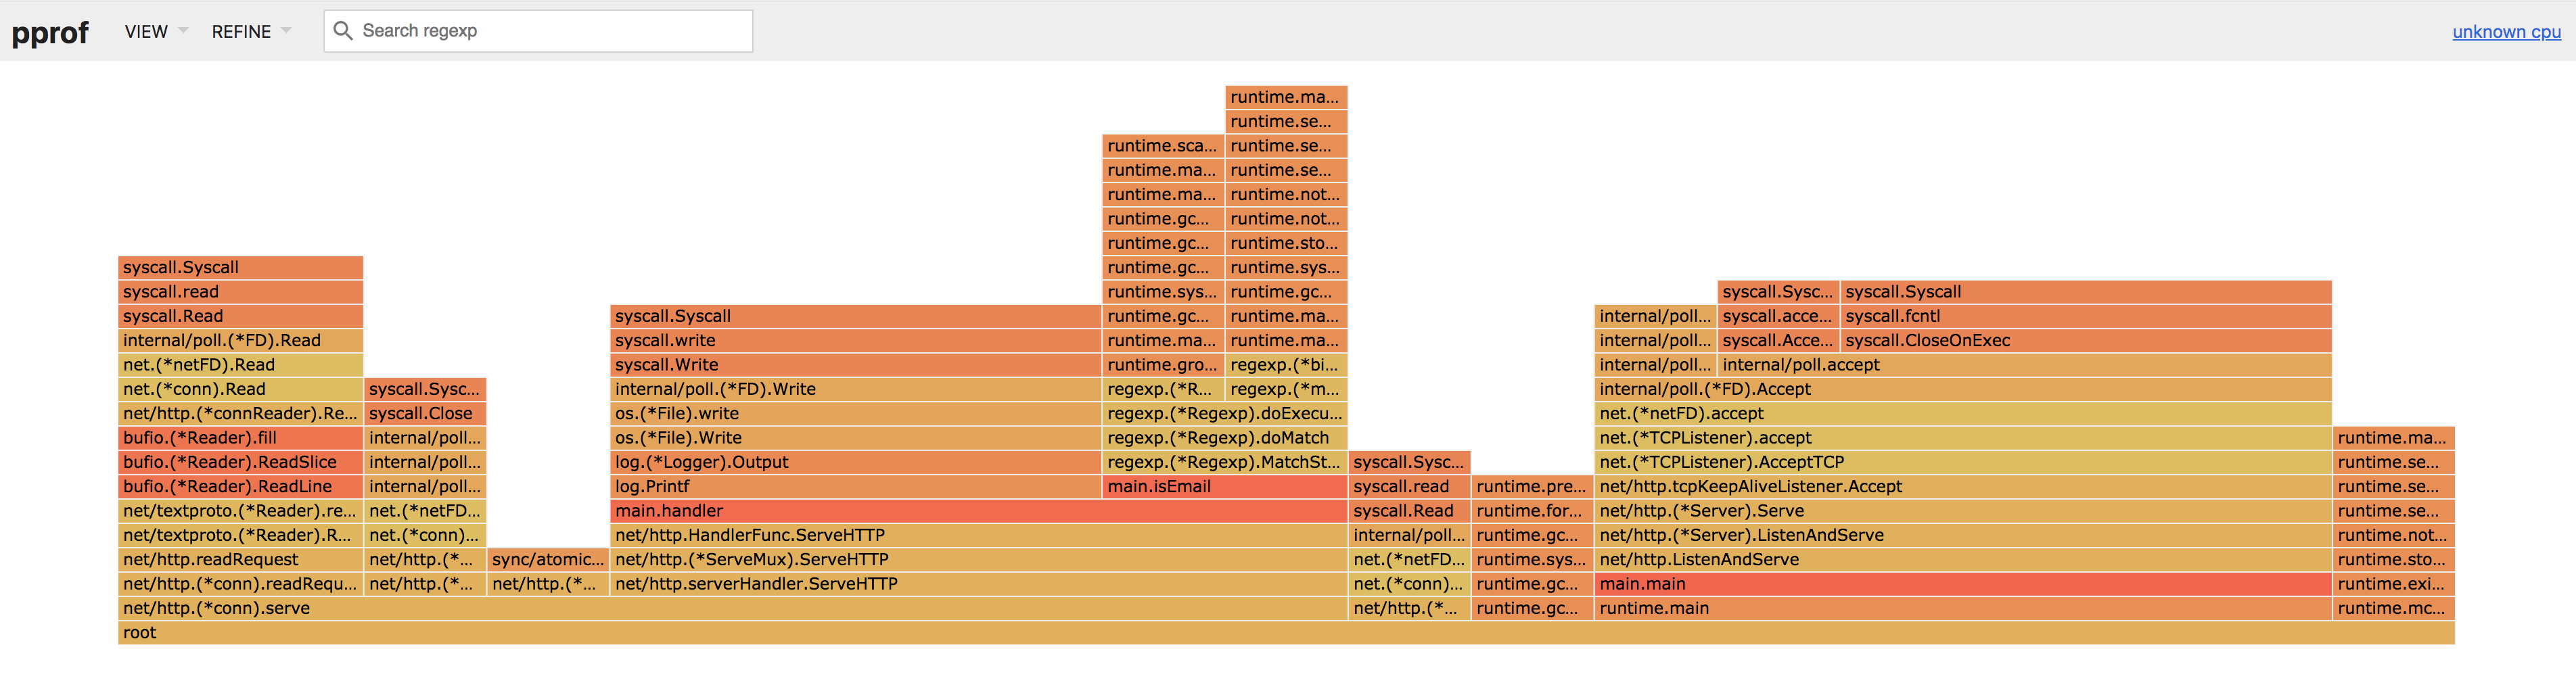 pprof VIEW REFINE Search regexp unknown cpu
runtime.ma...
runtime.se...
runtime.sca... runtime.se...
runtime.ma... runtime.se...
runtime.ma... runtime.not...
runtime.gc... runtime.not...
runtime.gc... runtime.sto...
syscall.Syscall runtime.gc... runtime.sys...
syscall.read runtime.sys... runtime.gc... syscall.Sysc... syscall.Syscall
syscall.Read syscall.Syscall runtime.gc... runtime.ma... internal/poll... syscall.acce... syscall.fcntl
internal/poll.(*FD).Read syscall.write runtime.ma... runtime.ma... internal/poll... syscall.Acce... syscall.CloseOnExec
net.(*netFD).Read syscall.Write runtime.gro... regexp.(*bi... internal/poll... internal/poll.accept
net.(*conn).Read syscall.Sysc... internal/poll.(*FD).Write regexp.(*R... regexp.(*m... internal/poll.(*FD).Accept
net/http.(*connReader).Re... syscall.Close os.(*File).write regexp.(*Regexp).doExecu... net.(*netFD).accept
bufio.(*Reader).fill internal/poll... os.(*File).Write regexp.(*Regexp).doMatch net.(*TCPListener).accept runtime.ma...
bufio.(*Reader).ReadSlice internal/poll... log.(*Logger).Output regexp.(*Regexp).MatchSt... syscall.Sysc... net.(*TCPListener).AcceptTCP runtime.se...
bufio.(*Reader).ReadLine internal/poll... log.Printf main.isEmail syscall.read runtime.pre... net/http.tcpKeepAliveListener.Accept runtime.se...
net/textproto.(*Reader).re... net.(*netFD... main.handler syscall.Read runtime.for... net/http.(*Server).Serve runtime.se...
net/textproto.(*Reader).R... net.(*conn)... net/http.HandlerFunc.ServeHTTP internal/poll... runtime.gc... net/http.(*Server).ListenAndServe runtime.not...
net/http.readRequest net/http.(*... sync/atomic... net/http.(*ServeMux).ServeHTTP net.(*netFD... runtime.sys... net/http.ListenAndServe runtime.sto...
net/http.(*conn).readRequ... net/http.(*... net/http.(*... net/http.serverHandler.ServeHTTP net.(*conn)... runtime.gc... main.main runtime.exi...
net/http.(*conn).serve net/http.(*... runtime.gc... runtime.main runtime.mc...
root